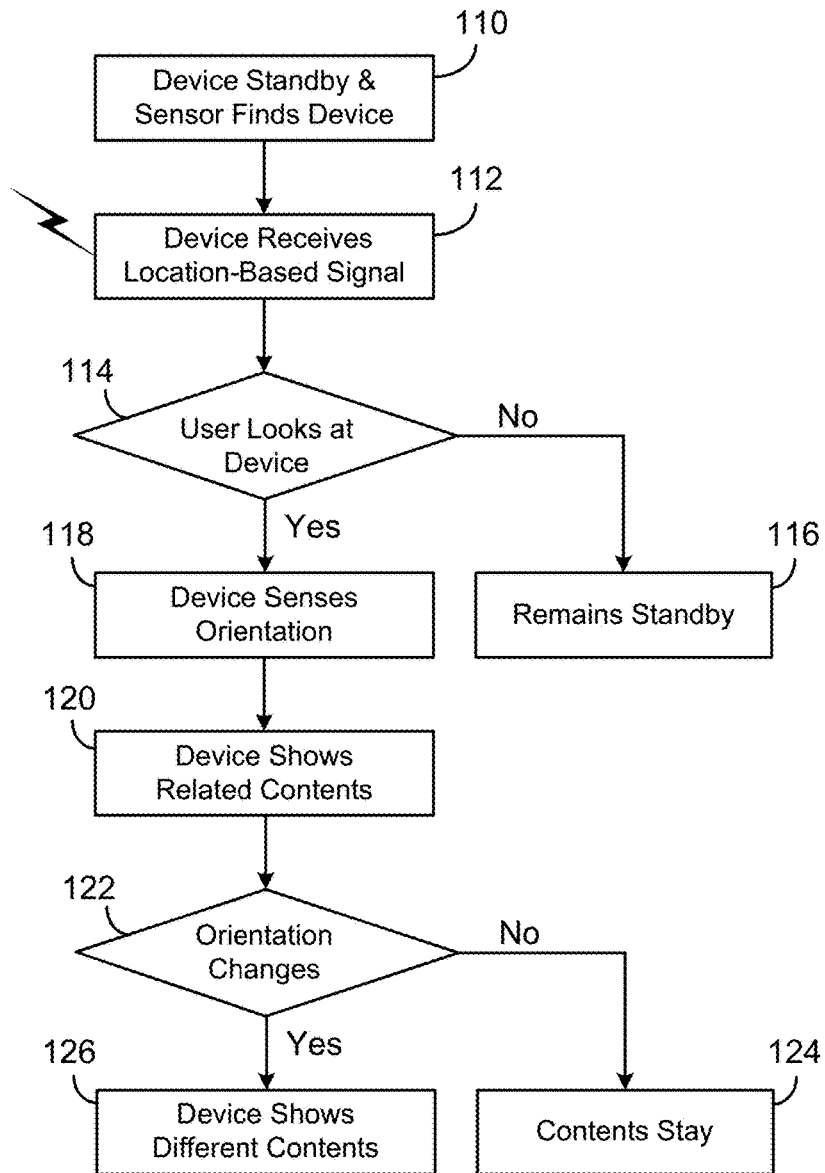 110
Device Standby &
Sensor Finds Device
112
Device Receives
Location-Based Signal
114
User Looks at
Device
No
Yes
118
Device Senses
Orientation
116
Remains Standby
120
Device Shows
Related Contents
122
Orientation
Changes
No
Yes
126
Device Shows
Different Contents
124
Contents Stay